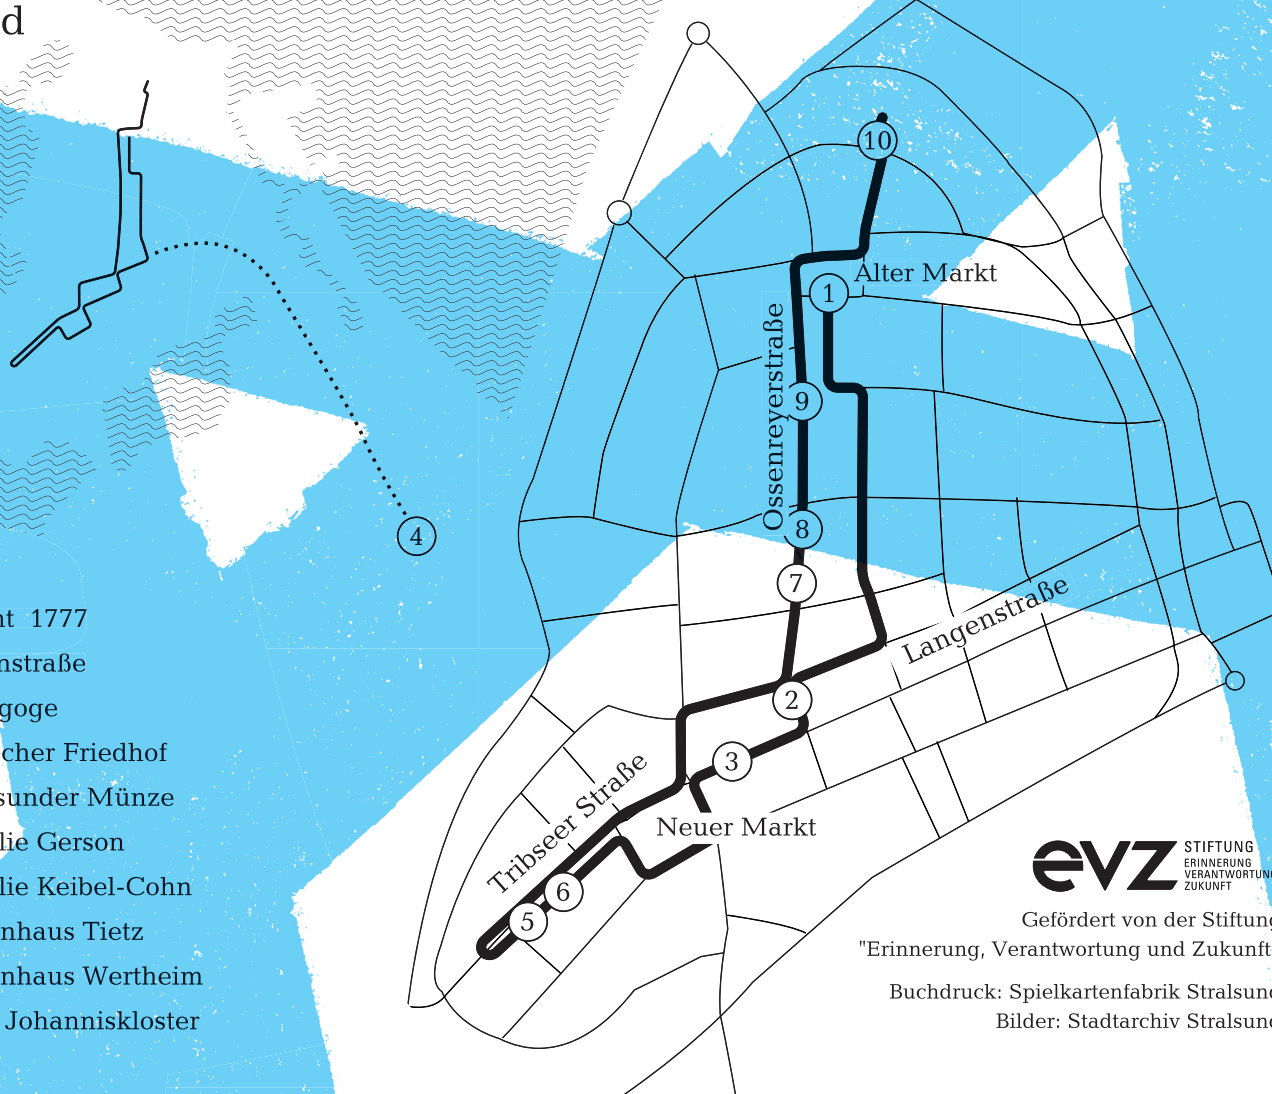 d
10
Alter Markt
1
Ossenreyerstraße
9
8
4
7
Langenstraße
2
3
Tribseer Straße
Neuer Markt
6
5
nt 1777
nstraße
goge
cher Friedhof
sunder Münze
lie Gerson
lie Keibel-Cohn
nhaus Tietz
nhaus Wertheim
Johanniskloster
evz
STIFTUNG
ERINNERUNG
VERANTWORTUNG
ZUKUNFT
Gefördert von der Stiftung
"Erinnerung, Verantwortung und Zukunft
Buchdruck: Spielkartenfabrik Stralsund
Bilder: Stadtarchiv Stralsund